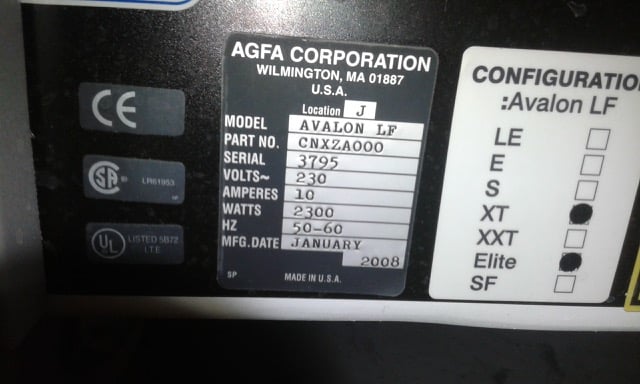 CE
LR61953
UL
LISTED 5B72
I.T.E.
AGFA CORPORATION
WILMINGTON, MA 01887
U.S.A.
Location J
MODEL AVALON LF
PART NO. CNXZA000
SERIAL 3795
VOLTS~ 230
AMPERES 10
WATTS 2300
HZ 50-60
MFG.DATE JANUARY
2008
SP MADE IN U.S.A.
CONFIGURATIO
:Avalon LF
LE
E
S
XT
XXT
Elite
SF